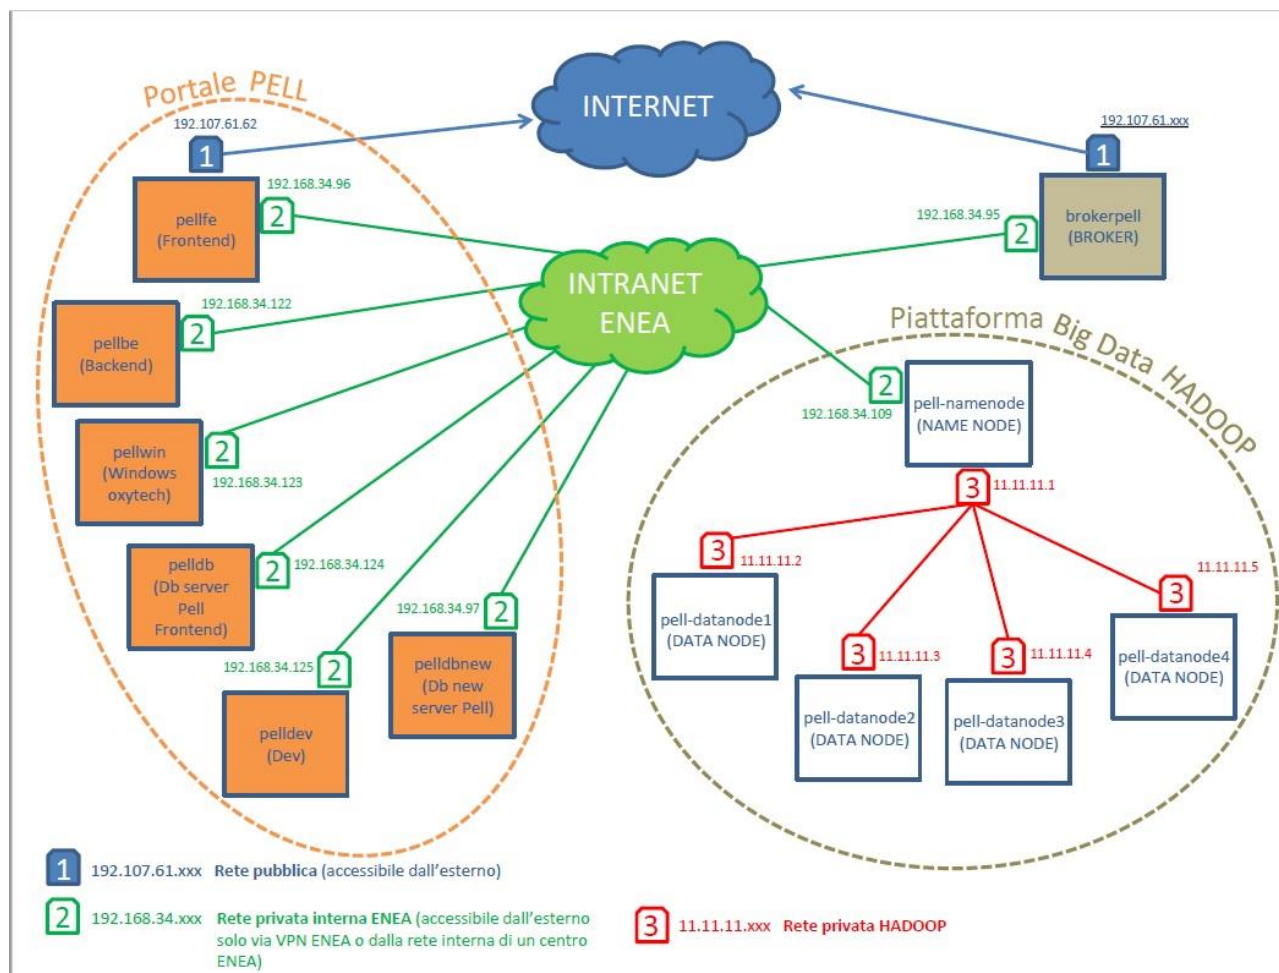 Portale PELL
INTERNET
192.107.61.62
1
192.107.61.xxx
1
192.168.34.96
2
pellfe
(Frontend)
192.168.34.95
2
brokerpell
(BROKER)
INTRANET
ENEA
192.168.34.122
2
pellbe
(Backend)
Piattaforma Big Data HADOOP
2
192.168.34.109
pell-namenode
(NAME NODE)
pellwin
(Windows
oxytech)
2
192.168.34.123
3
11.11.11.1
pelldb
(Db server
Pell
Frontend)
2
192.168.34.124
3
11.11.11.2
11.11.11.5
3
192.168.34.97
2
pell-datanode1
(DATA NODE)
192.168.34.125
2
pelldbnew
(Db new
server Pell)
3
11.11.11.3
3
11.11.11.4
pell-datanode4
(DATA NODE)
pelldev
(Dev)
pell-datanode2
(DATA NODE)
pell-datanode3
(DATA NODE)
1 192.107.61.xxx Rete pubblica (accessibile dall'esterno)
2 192.168.34.xxx Rete privata interna ENEA (accessibile dall'esterno
solo via VPN ENEA o dalla rete interna di un centro
ENEA)
3 11.11.11.xxx Rete privata HADOOP